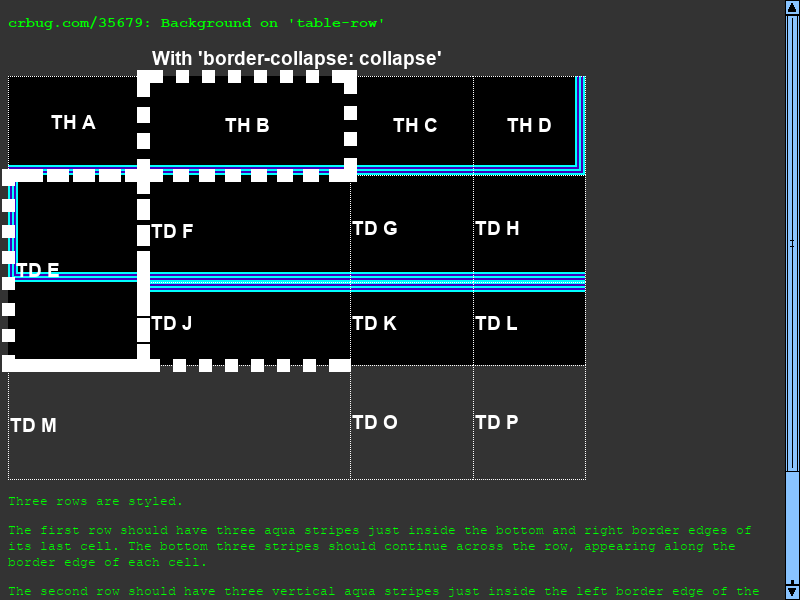 crbug.com/35679: Background on 'table-row'
With 'border-collapse: collapse'
TH A
TH B
TH C
TH D
TD E
TD F
TD G
TD H
TD J
TD K
TD L
TD M
TD O
TD P
Three rows are styled.
The first row should have three aqua stripes just inside the bottom and right border edges of
its last cell. The bottom three stripes should continue across the row, appearing along the
border edge of each cell.
The second row should have three vertical aqua stripes just inside the left border edge of the